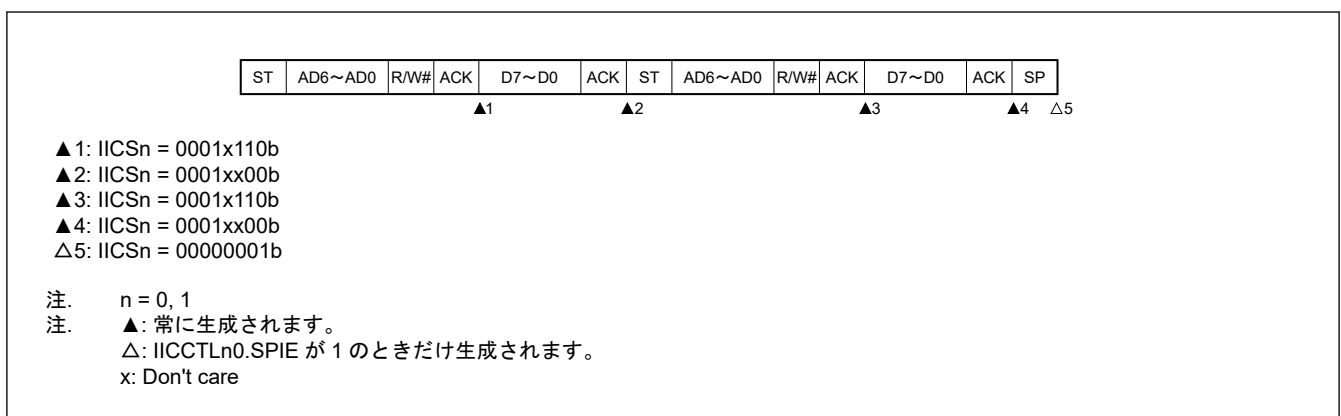 ST AD6～AD0 R/W# ACK D7～D0 ACK ST AD6～AD0 R/W# ACK D7～D0 ACK SP
▲1 ▲2 ▲3 ▲4 △5
▲1: IICSn = 0001x110b
▲2: IICSn = 0001xx00b
▲3: IICSn = 0001x110b
▲4: IICSn = 0001xx00b
△5: IICSn = 00000001b
注. n = 0, 1
注. ▲: 常に生成されます。
△: IICCTLn0.SPIE が 1 のときだけ生成されます。
x: Don't care